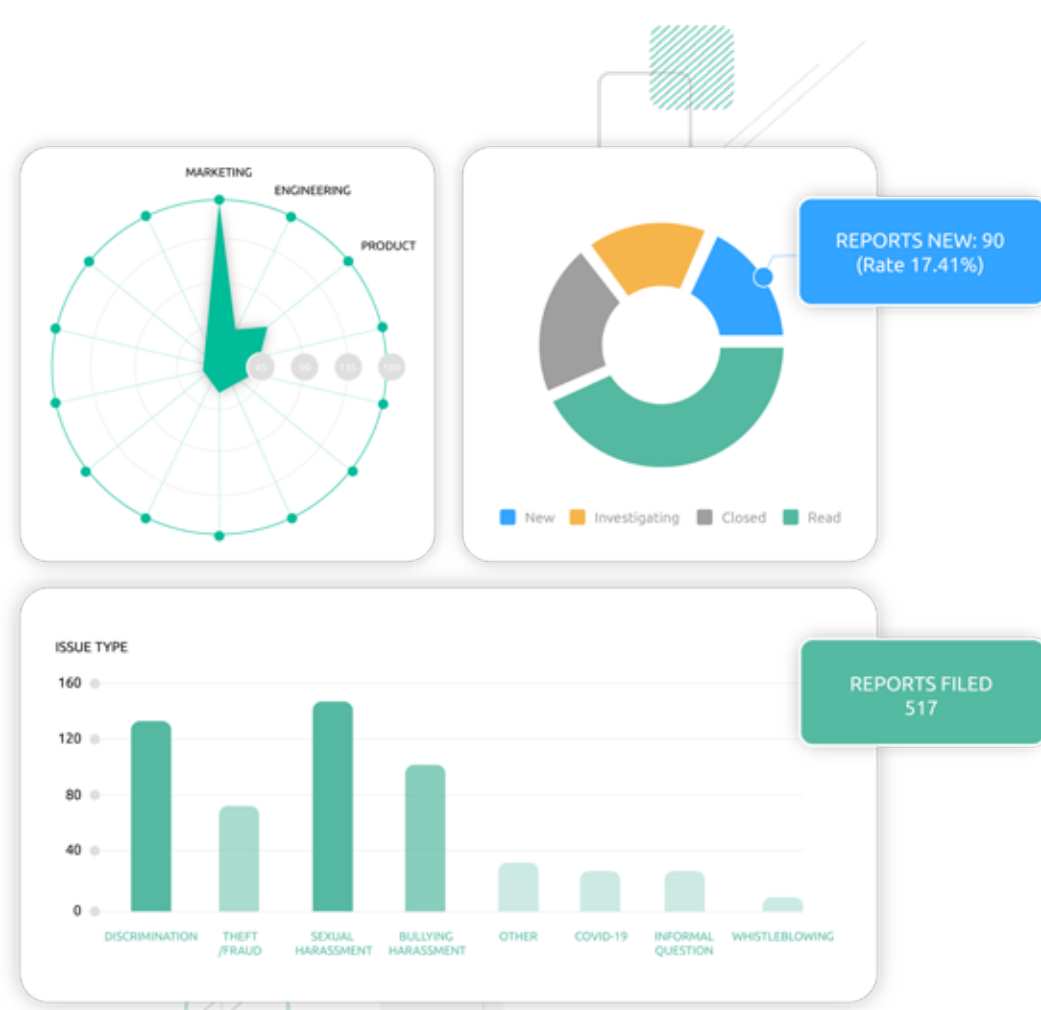 MARKETING
ENGINEERING
PRODUCT
45
90
135
180
REPORTS NEW: 90
(Rate 17.41%)
New
Investigating
Closed
Read
ISSUE TYPE
160
120
80
40
0
DISCRIMINATION
THEFT
/FRAUD
SEXUAL
HARASSMENT
BULLYING
HARASSMENT
OTHER
COVID-19
INFORMAL
QUESTION
WHISTLEBLOWING
REPORTS FILED
517